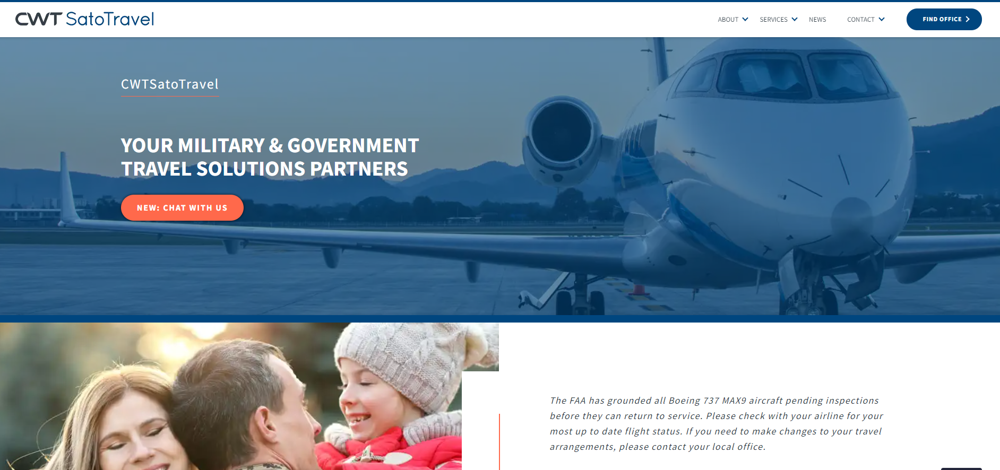 CWT SatoTravel
ABOUT
SERVICES
NEWS
CONTACT
FIND OFFICE
CWTSatoTravel
YOUR MILITARY & GOVERNMENT
TRAVEL SOLUTIONS PARTNERS
NEW: CHAT WITH US
The FAA has grounded all Boeing 737 MAX9 aircraft pending inspections
before they can return to service. Please check with your airline for your
most up to date flight status. If you need to make changes to your travel
arrangements, please contact your local office.